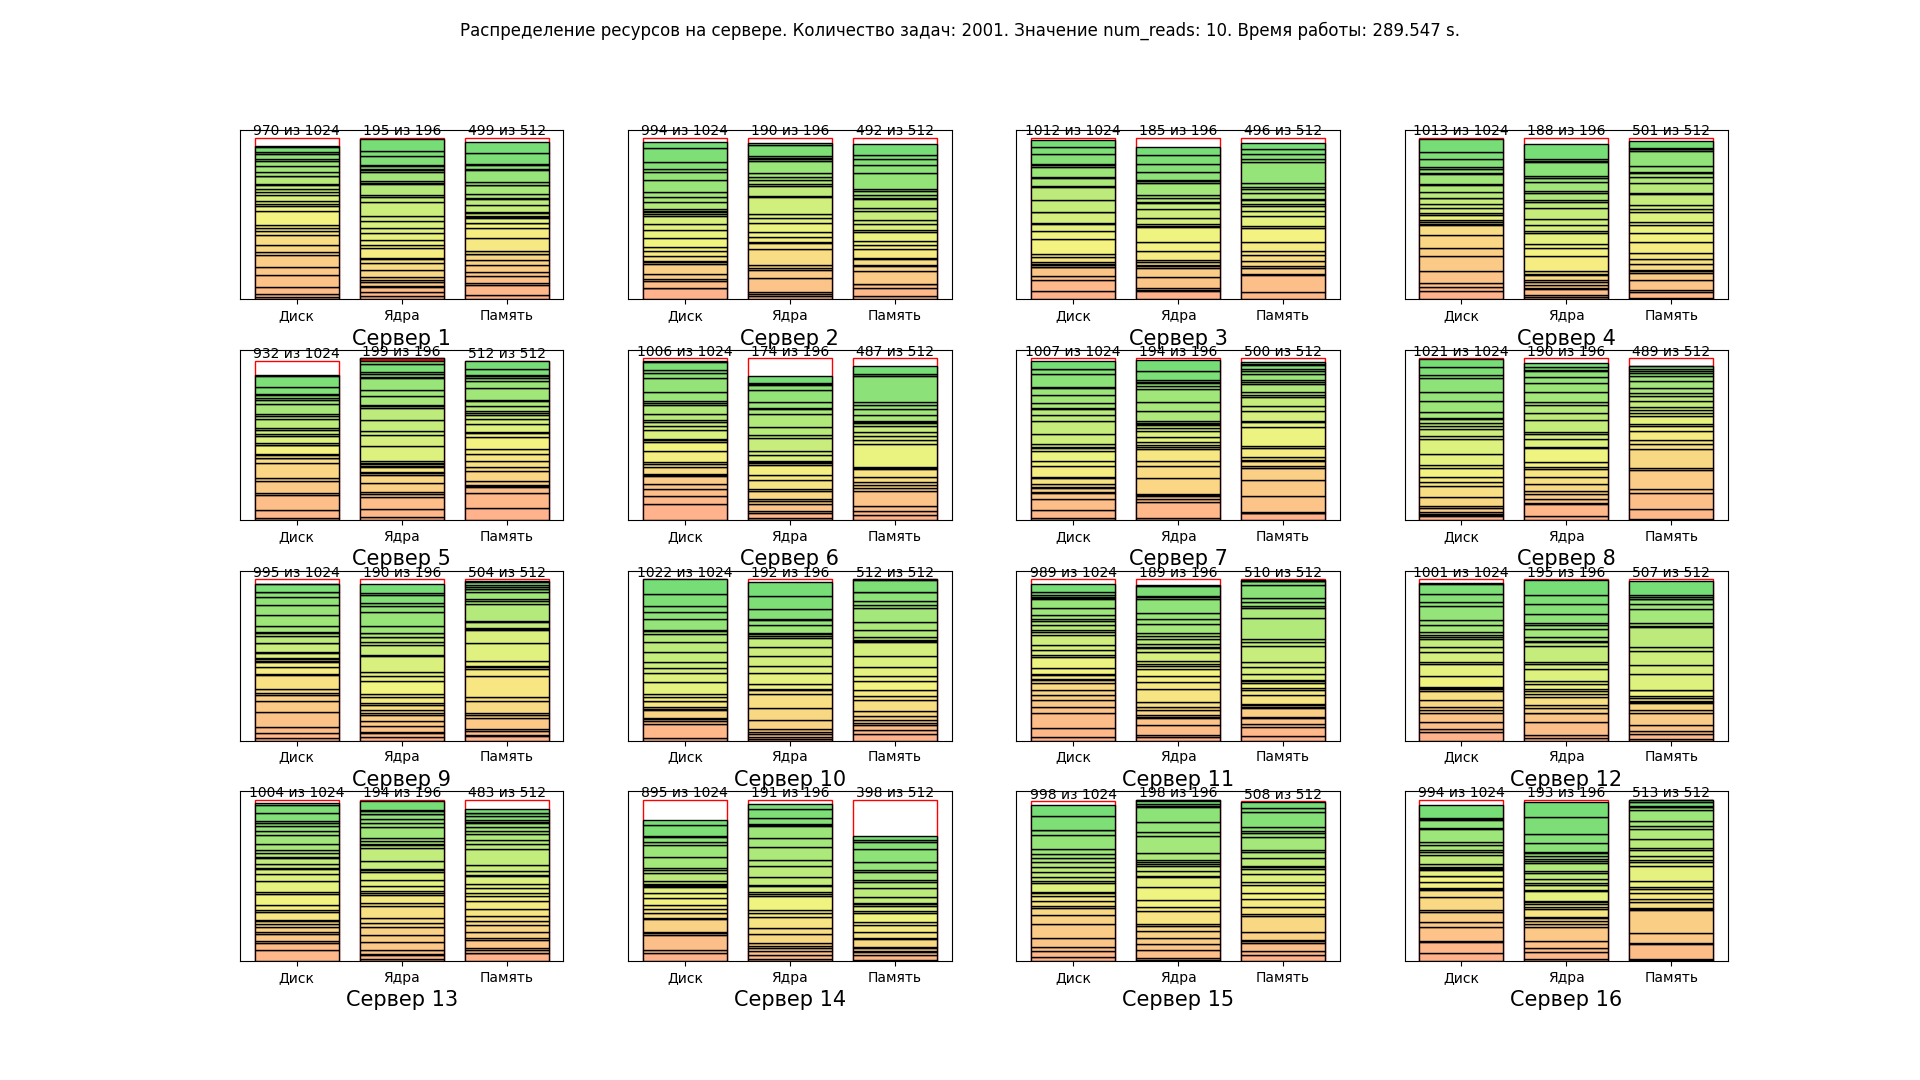 Распределение ресурсов на сервере. Количество задач: 2001. Значение num_reads: 10. Время работы: 289.547 s.
970 из 1024 195 из 196 499 из 512
Диск Ядра Память
Сервер 1
994 из 1024 190 из 196 492 из 512
Диск Ядра Память
Сервер 2
1012 из 1024 185 из 196 496 из 512
Диск Ядра Память
Сервер 3
1013 из 1024 188 из 196 501 из 512
Диск Ядра Память
Сервер 4
932 из 1024 199 из 196 512 из 512
Диск Ядра Память
Сервер 5
1006 из 1024 174 из 196 487 из 512
Диск Ядра Память
Сервер 6
1007 из 1024 194 из 196 500 из 512
Диск Ядра Память
Сервер 7
1021 из 1024 190 из 196 489 из 512
Диск Ядра Память
Сервер 8
995 из 1024 190 из 196 504 из 512
Диск Ядра Память
Сервер 9
1022 из 1024 192 из 196 512 из 512
Диск Ядра Память
Сервер 10
989 из 1024 189 из 196 510 из 512
Диск Ядра Память
Сервер 11
1001 из 1024 195 из 196 507 из 512
Диск Ядра Память
Сервер 12
1004 из 1024 194 из 196 483 из 512
Диск Ядра Память
Сервер 13
895 из 1024 191 из 196 398 из 512
Диск Ядра Память
Сервер 14
998 из 1024 198 из 196 508 из 512
Диск Ядра Память
Сервер 15
994 из 1024 193 из 196 513 из 512
Диск Ядра Память
Сервер 16